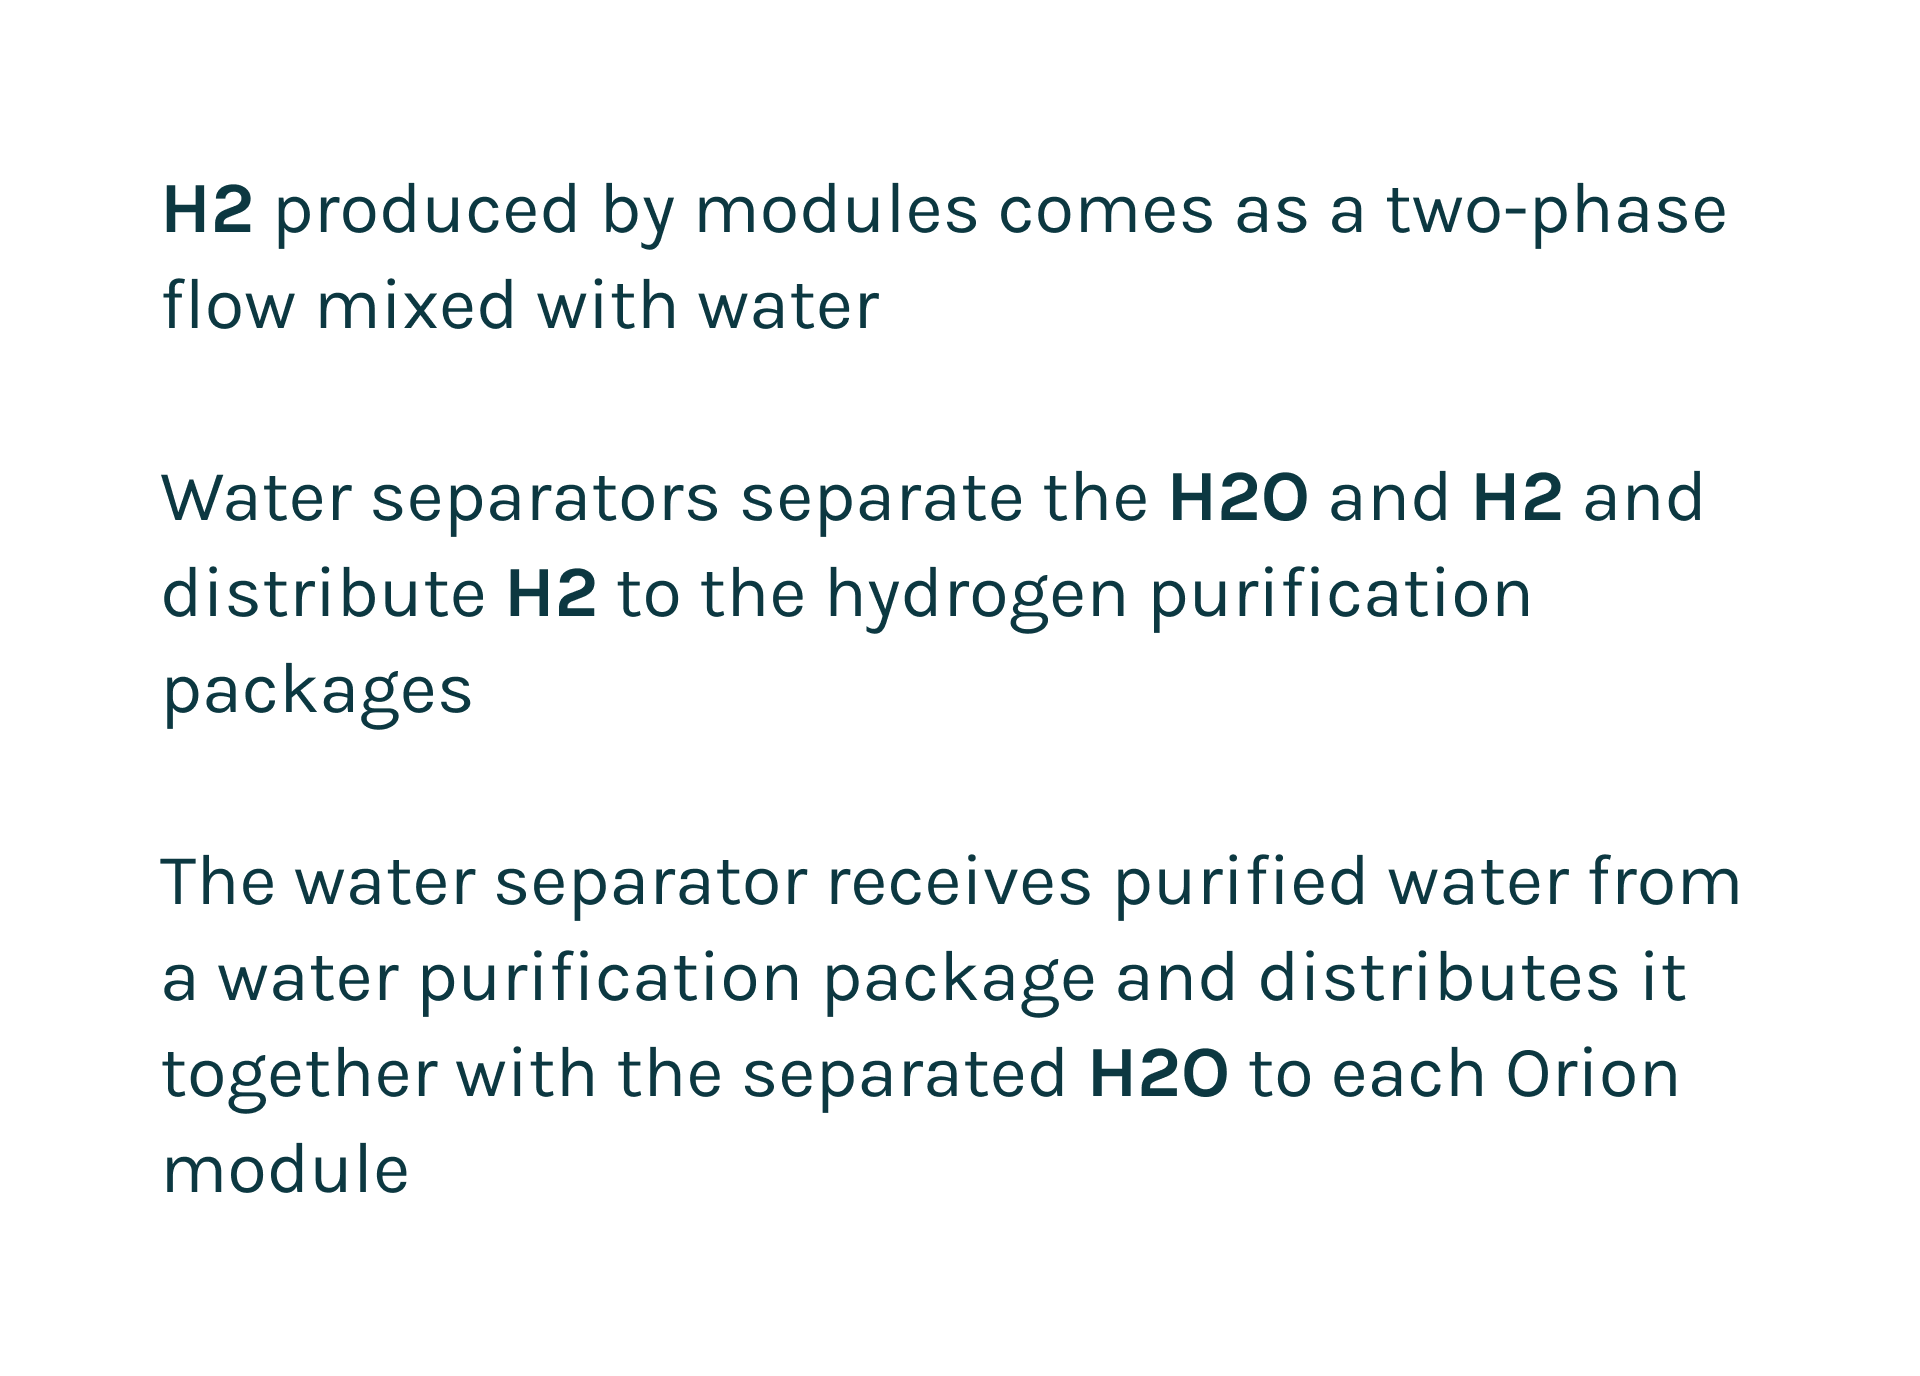 H2 produced by modules comes as a two-phase
flow mixed with water
Water separators separate the H2O and H2 and
distribute H2 to the hydrogen purification
packages
The water separator receives purified water from
a water purification package and distributes it
together with the separated H2O to each Orion
module